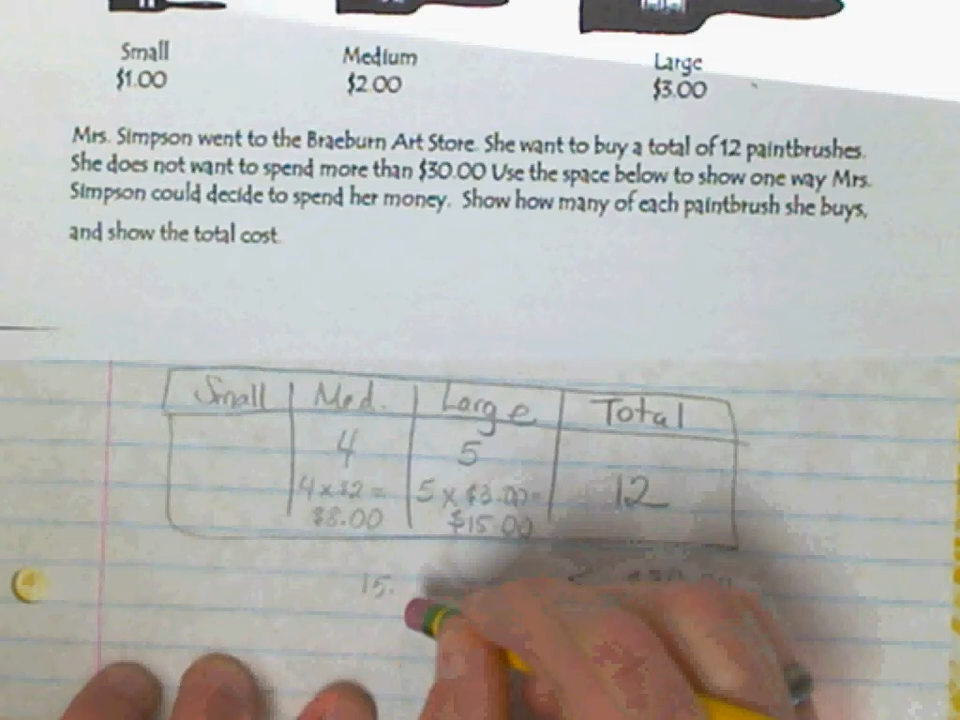 Small Medium Large
$1.00 $2.00 $3.00
Mrs. Simpson went to the Braeburn Art Store. She want to buy a total of 12 paintbrushes.
She does not want to spend more than $30.00 Use the space below to show one way Mrs.
Simpson could decide to spend her money. Show how many of each paintbrush she buys,
and show the total cost.
Small Med. Large Total
4 5
4 x $2 = 5 x $3.00= 12
$8.00 $15.00
15.